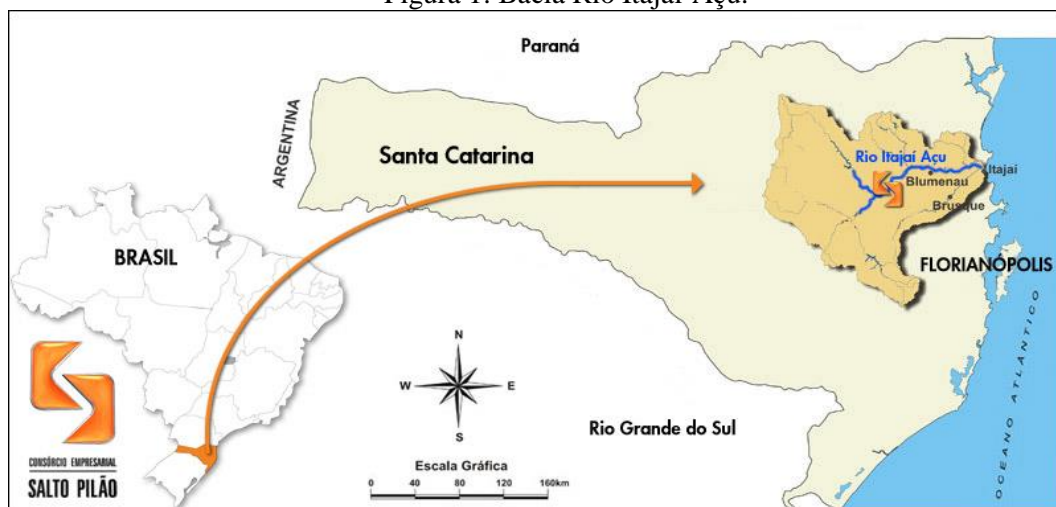 Figura 1: Bacia Rio Itajaí Açu.
Paraná
ARGENTINA
Santa Catarina
Rio Itajaí Açu
Itajaí
Blumenau
Brusque
BRASIL
FLORIANÓPOLIS
N
W
E
S
Rio Grande do Sul
OCEANO ATLÂNTICO
CONSÓRCIO EMPRESARIAL
SALTO PILÃO
Escala Gráfica
0 40 80 120 160km